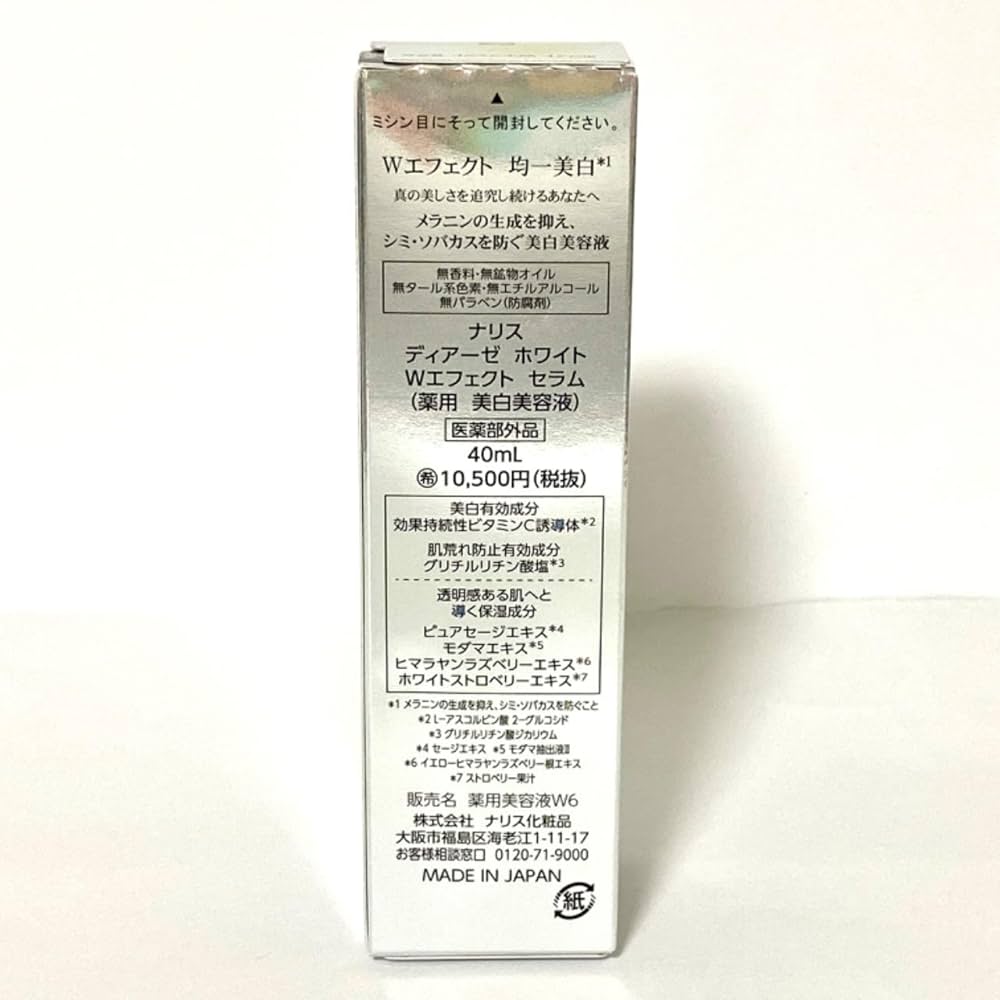 ▲
ミシン目にそって開封してください。
Wエフェクト 均一美白*1
真の美しさを追究し続けるあなたへ
メラニンの生成を抑え、
シミ・ソバカスを防ぐ美白美容液
無香料・無鉱物オイル
無タール系色素・無エチルアルコール
無パラベン(防腐剤)
ナリス
ディアーゼ ホワイト
Wエフェクト セラム
(薬用 美白美容液)
医薬部外品
40mL
㊒10,500円(税抜)
美白有効成分
効果持続性ビタミンC誘導体*2
肌荒れ防止有効成分
グリチルリチン酸塩*3
透明感ある肌へと
導く保湿成分
ピュアセージエキス*4
モダマエキス*5
ヒマラヤンラズベリーエキス*6
ホワイトストロベリーエキス*7
*1 メラニンの生成を抑え、シミ・ソバカスを防ぐこと
*2 L-アスコルビン酸 2-グルコシド
*3 グリチルリチン酸ジカリウム
*4 セージエキス *5 モダマ抽出液Ⅱ
*6 イエローヒマラヤンラズベリー根エキス
*7 ストロベリー果汁
販売名 薬用美容液W6
株式会社 ナリス化粧品
大阪市福島区海老江1-11-17
お客様相談窓口 0120-71-9000
MADE IN JAPAN
紙